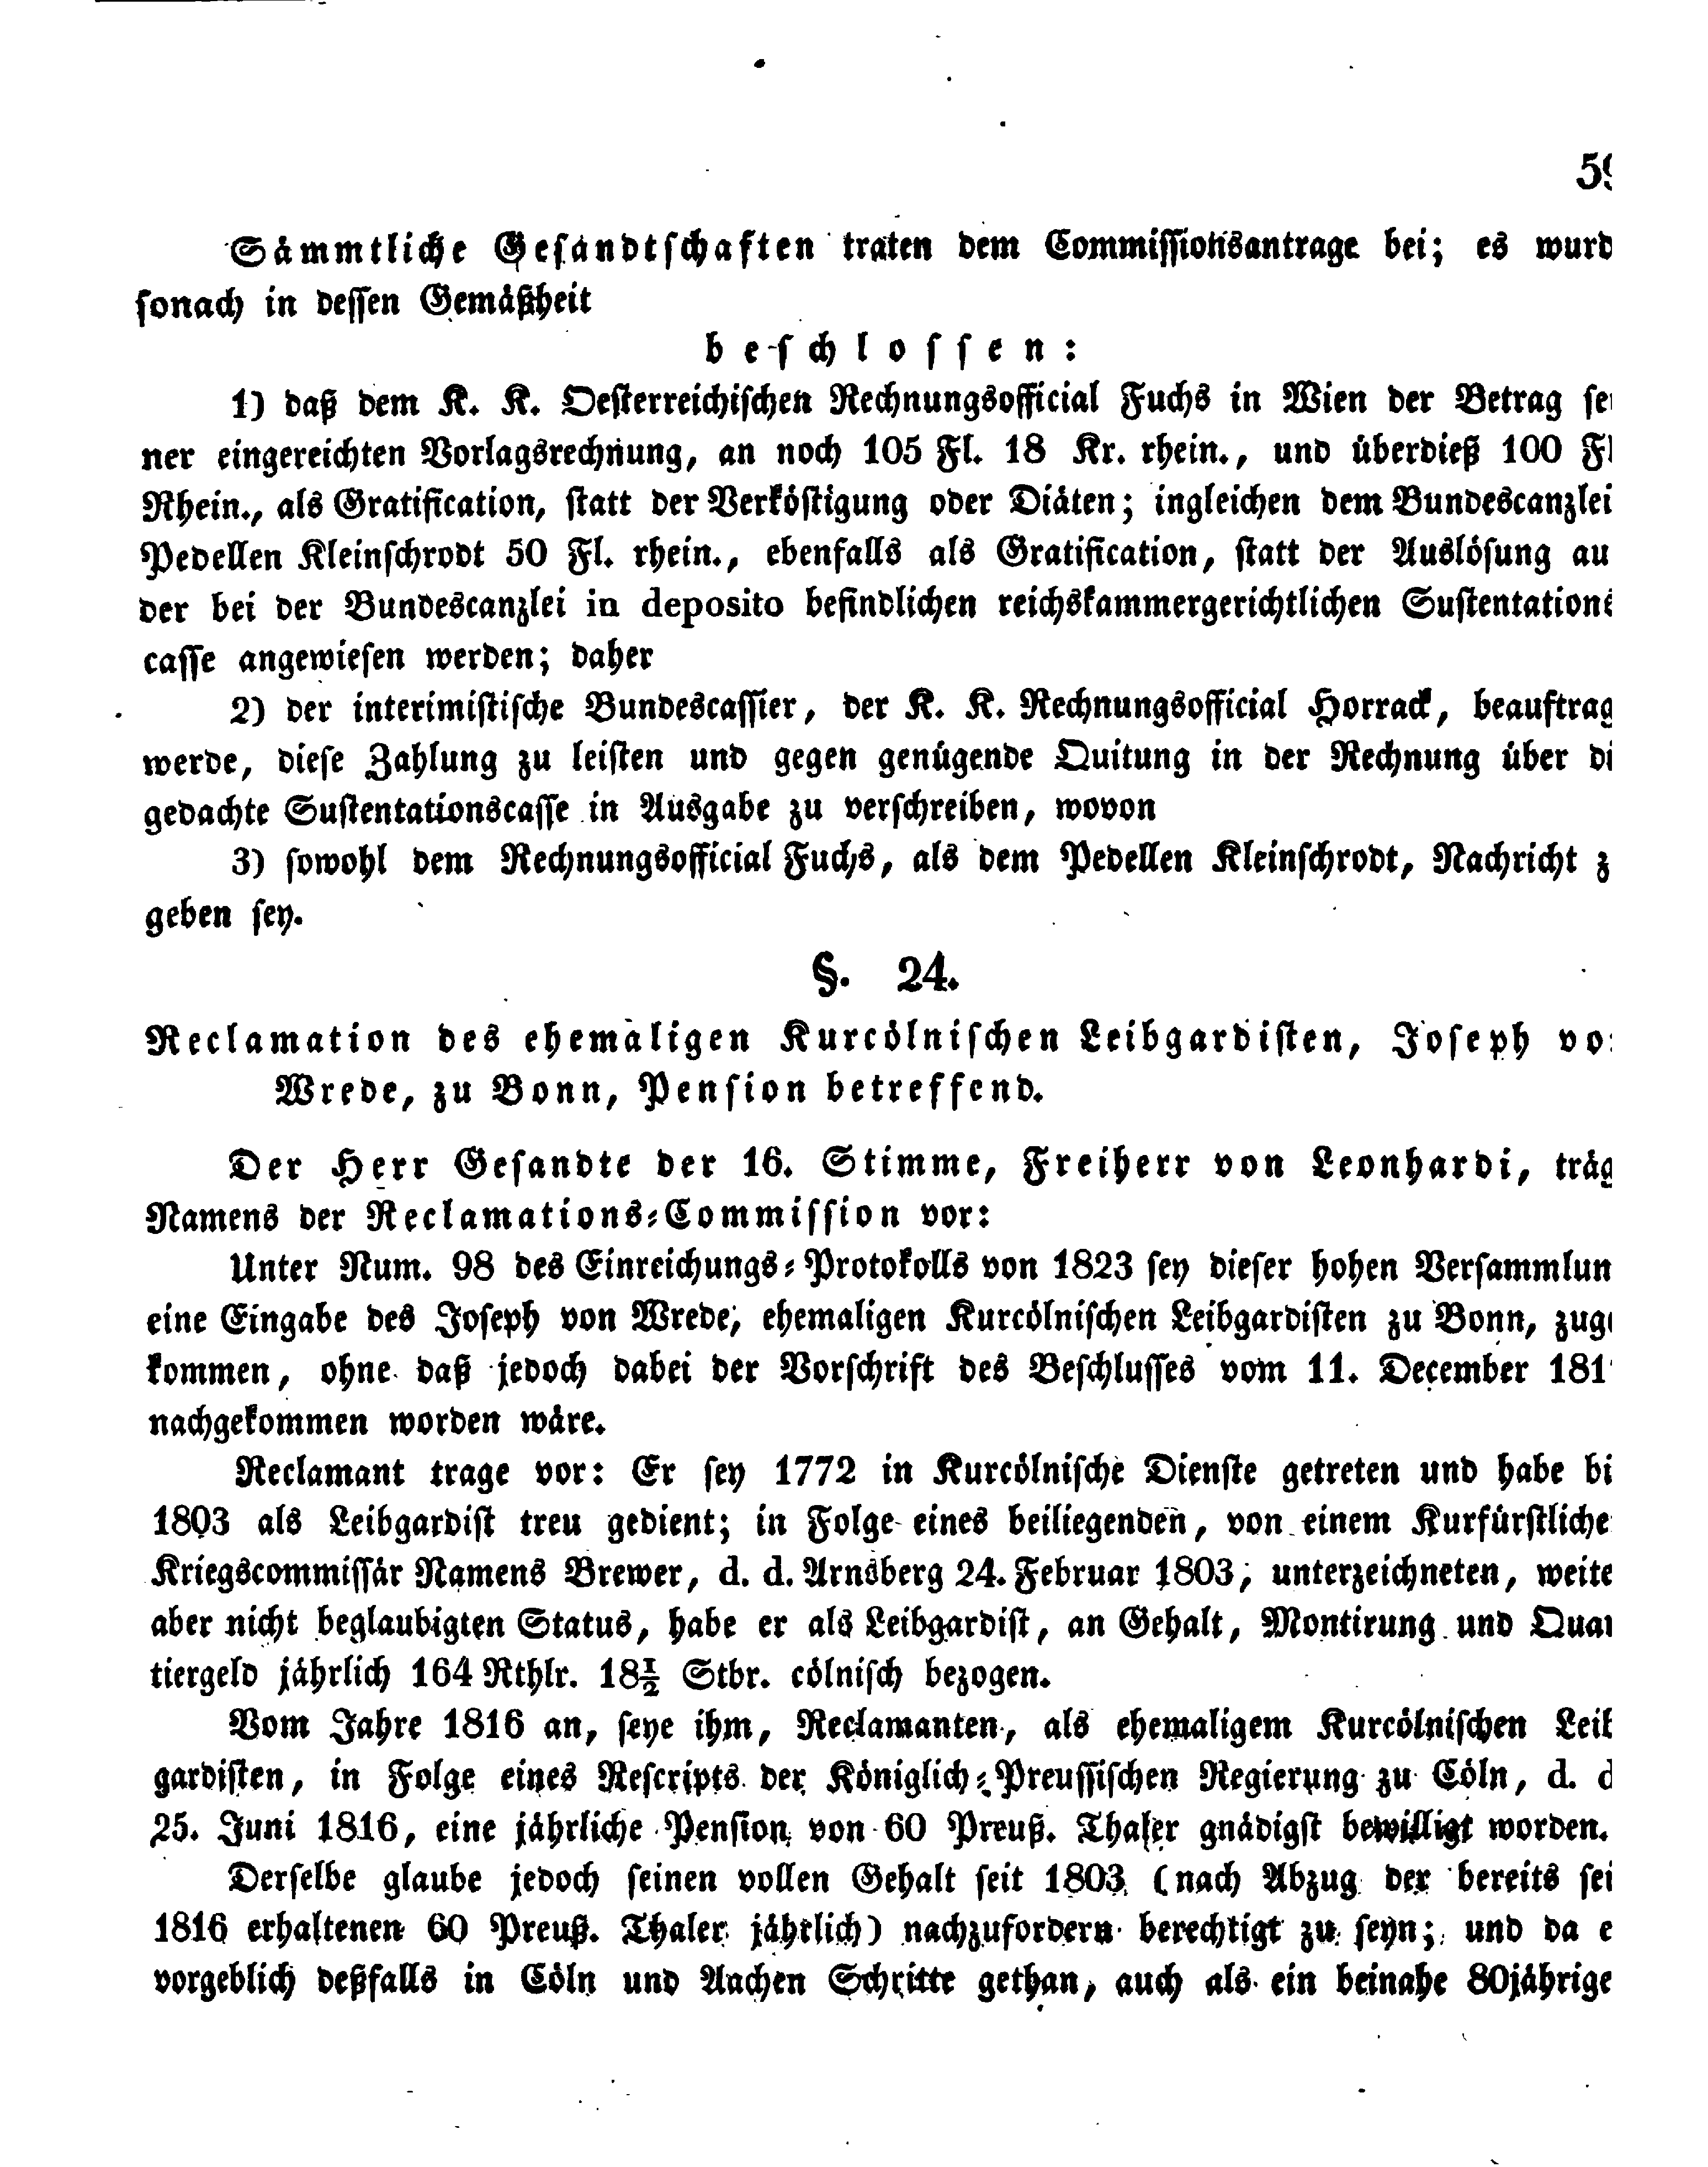 59
Sämmtliche Gesandtschaften traten dem Commissionsantrage bei; es wurd
sonach in dessen Gemäßheit
beschlossen:
1) daß dem K. K. Oesterreichischen Rechnungsofficial Fuchs in Wien der Betrag sei
ner eingereichten Vorlagsrechnung, an noch 105 Fl. 18 Kr. rhein., und überdieß 100 Fl
Rhein., als Gratification, statt der Verköstigung oder Diäten; ingleichen dem Bundescanzlei
Pedellen Kleinschrodt 50 Fl. rhein., ebenfalls als Gratification, statt der Auslösung au
der bei der Bundescanzlei in deposito befindlichen reichskammergerichtlichen Sustentations
casse angewiesen werden; daher
2) der interimistische Bundescassier, der K. K. Rechnungsofficial Horrack, beauftrag
werde, diese Zahlung zu leisten und gegen genügende Quitung in der Rechnung über di
gedachte Sustentationscasse in Ausgabe zu verschreiben, wovon
3) sowohl dem Rechnungsofficial Fuchs, als dem Pedellen Kleinschrodt, Nachricht z
geben sey.
§. 24.
Reclamation des ehemaligen Kurcölnischen Leibgardisten, Joseph vo
Wrede, zu Bonn, Pension betreffend.
Der Herr Gesandte der 16. Stimme, Freiherr von Leonhardi, träg
Namens der Reclamations-Commission vor:
Unter Num. 98 des Einreichungs-Protokolls von 1823 sey dieser hohen Versammlun
eine Eingabe des Joseph von Wrede, ehemaligen Kurcölnischen Leibgardisten zu Bonn, zuge
kommen, ohne daß jedoch dabei der Vorschrift des Beschlusses vom 11. December 181
nachgekommen worden wäre.
Reclamant trage vor: Er sey 1772 in Kurcölnische Dienste getreten und habe bi
1803 als Leibgardist treu gedient; in Folge eines beiliegenden, von einem Kurfürstliche
Kriegscommissär Namens Brewer, d. d. Arnsberg 24. Februar 1803, unterzeichneten, weite
aber nicht beglaubigten Status, habe er als Leibgardist, an Gehalt, Montirung und Quar
tiergeld jährlich 164 Rthlr. 18½ Stbr. cölnisch bezogen.
Vom Jahre 1816 an, seye ihm, Reclamanten, als ehemaligem Kurcölnischen Leib
gardisten, in Folge eines Rescripts der Königlich-Preussischen Regierung zu Cöln, d. d
25. Juni 1816, eine jährliche Pension von 60 Preuß. Thaler gnädigst bewilligt worden.
Derselbe glaube jedoch seinen vollen Gehalt seit 1803 (nach Abzug der bereits sei
1816 erhaltenen 60 Preuß. Thaler jährlich) nachzufordern berechtigt zu seyn; und da e
vorgeblich deßfalls in Cöln und Aachen Schritte gethan, auch als ein beinahe 80jährige